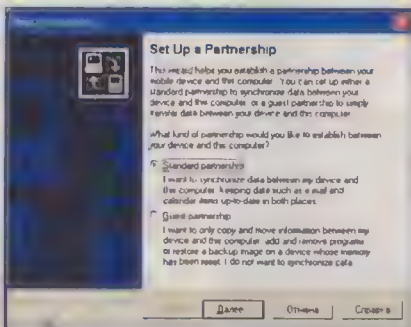 Set Up a Partnership
This wizard helps you establish a partnership between your
mobile device and this computer. You can set up either a
standard partnership to synchronize data between your
device and this computer, or a guest partnership to simply
transfer data between your device and this computer.
What kind of partnership would you like to establish between
your device and this computer?
Standard partnership
I want to synchronize data between my device and
this computer, keeping data such as e-mail and
calendar items up-to-date in both places.
Guest partnership
I want to only copy and move information between my
device and the computer, add and remove programs
or restore a backup image on a device whose memory
has been reset. I do not want to synchronize data.
Далее
Отмена
Справка